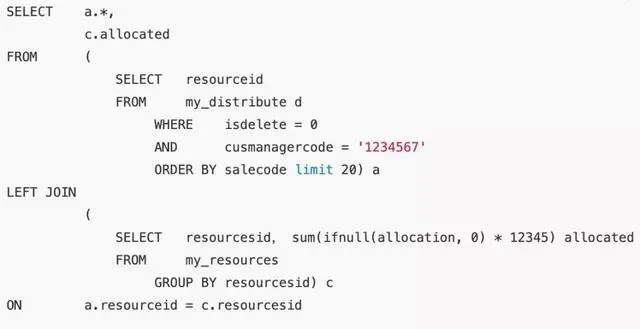 SELECT a.*,
c.allocated
FROM (
SELECT resourceid
FROM my_distribute d
WHERE isdelete = 0
AND cusmanagercode = '1234567'
ORDER BY salecode limit 20) a
LEFT JOIN
(
SELECT resourcesid, sum(ifnull(allocation, 0) * 12345) allocated
FROM my_resources
GROUP BY resourcesid) c
ON a.resourceid = c.resourcesid